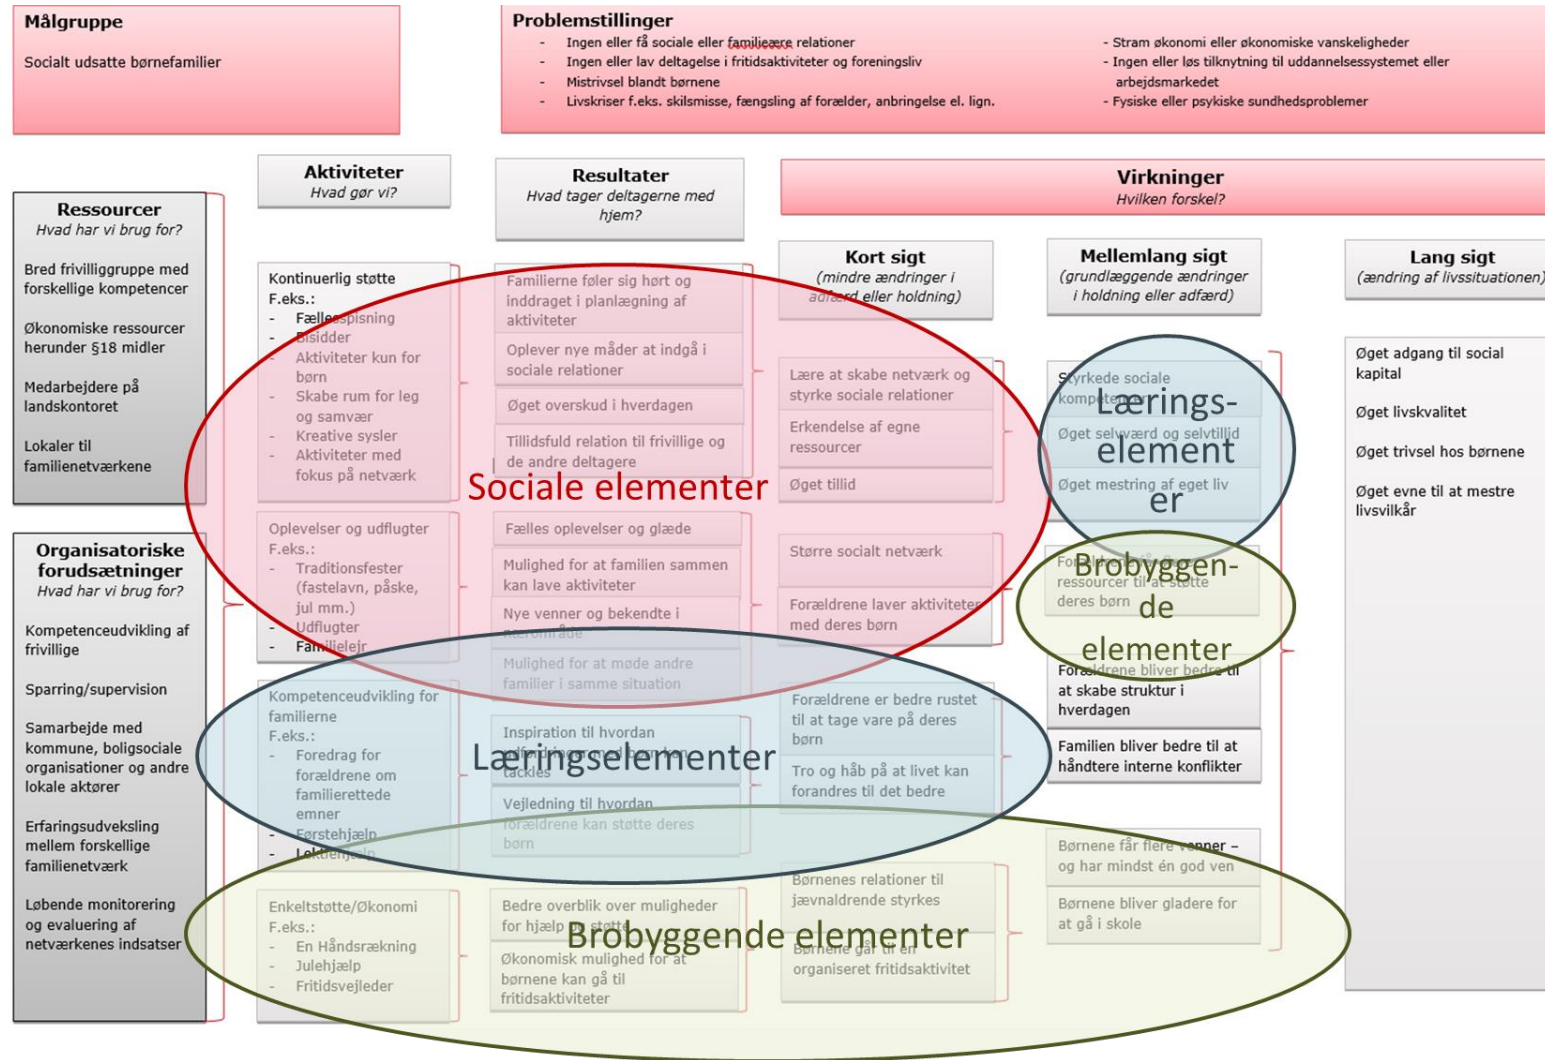 Målgruppe
Socialt udsatte børnefamilier
Problemstillinger
- Ingen eller få sociale eller familieære relationer
- Ingen eller lav deltagelse i fritidsaktiviteter og foreningsliv
- Mistrivsel blandt børnene
- Livskriser f.eks. skilsmisse, fængsling af forælder, anbringelse el. lign.
- Stram økonomi eller økonomiske vanskeligheder
- Ingen eller løs tilknytning til uddannelsessystemet eller
arbejdsmarkedet
- Fysiske eller psykiske sundhedsproblemer
Ressourcer
Hvad har vi brug for?
Bred frivilliggruppe med
forskellige kompetencer
Økonomiske ressourcer
herunder §18 midler
Medarbejdere på
landskontoret
Lokaler til
familienetværkene
Organisatoriske
forudsætninger
Hvad har vi brug for?
Kompetenceudvikling af
frivillige
Sparring/supervision
Samarbejde med
kommune, boligsociale
organisationer og andre
lokale aktører
Erfaringsudveksling
mellem forskellige
familienetværk
Løbende monitorering
og evaluering af
netværkenes indsatser
Aktiviteter
Hvad gør vi?
Kontinuerlig støtte
F.eks.:
- Fællesspisning
- Bisidder
- Aktiviteter kun for
børn
- Skabe rum for leg
og samvær
- Kreative sysler
- Aktiviteter med
fokus på netværk
Oplevelser og udflugter
F.eks.:
- Traditionsfester
(fastelavn, påske,
jul mm.)
- Udflugter
- Familielejr
Kompetenceudvikling for
familierne
F.eks.:
- Foredrag for
forældrene om
familierettede
emner
- Førstehjælp
- Lektiehjælp
Enkeltstøtte/Økonomi
F.eks.:
- En Håndsrækning
- Julehjælp
- Fritidsvejleder
Resultater
Hvad tager deltagerne med
hjem?
Familierne føler sig hørt og
inddraget i planlægning af
aktiviteter
Oplever nye måder at indgå i
sociale relationer
Øget overskud i hverdagen
Tillidsfuld relation til frivillige og
de andre deltagere
Sociale elementer
Fælles oplevelser og glæde
Mulighed for at familien sammen
kan lave aktiviteter
Nye venner og bekendte i
nærområde
Mulighed for at møde andre
familier i samme situation
Inspiration til hvordan
udfordringer med børn kan
tackles
Læringselementer
Vejledning til hvordan
forældrene kan støtte deres
børn
Bedre overblik over muligheder
for hjælp og støtte
Brobyggende elementer
Økonomisk mulighed for at
børnene kan gå til
fritidsaktiviteter
Virkninger
Hvilken forskel?
Kort sigt
(mindre ændringer i
adfærd eller holdning)
Lære at skabe netværk og
styrke sociale relationer
Erkendelse af egne
ressourcer
Øget tillid
Større socialt netværk
Forældrene laver aktiviteter
med deres børn
Forældrene er bedre rustet
til at tage vare på deres
børn
Tro og håb på at livet kan
forandres til det bedre
Børnenes relationer til
jævnaldrende styrkes
Børnene går til en
organiseret fritidsaktivitet
Mellemlang sigt
(grundlæggende ændringer
i holdning eller adfærd)
Styrkede sociale
kompetencer
Øget selvværd og selvtillid
Øget mestring af eget liv
Lærings-
element
er
Forældrene får flere
ressourcer til at støtte
deres børn
Brobyggen-
de
elementer
Forældrene bliver bedre til
at skabe struktur i
hverdagen
Familien bliver bedre til at
håndtere interne konflikter
Børnene får flere venner –
og har mindst én god ven
Børnene bliver gladere for
at gå i skole
Lang sigt
(ændring af livssituationen)
Øget adgang til social
kapital
Øget livskvalitet
Øget trivsel hos børnene
Øget evne til at mestre
livsvilkår